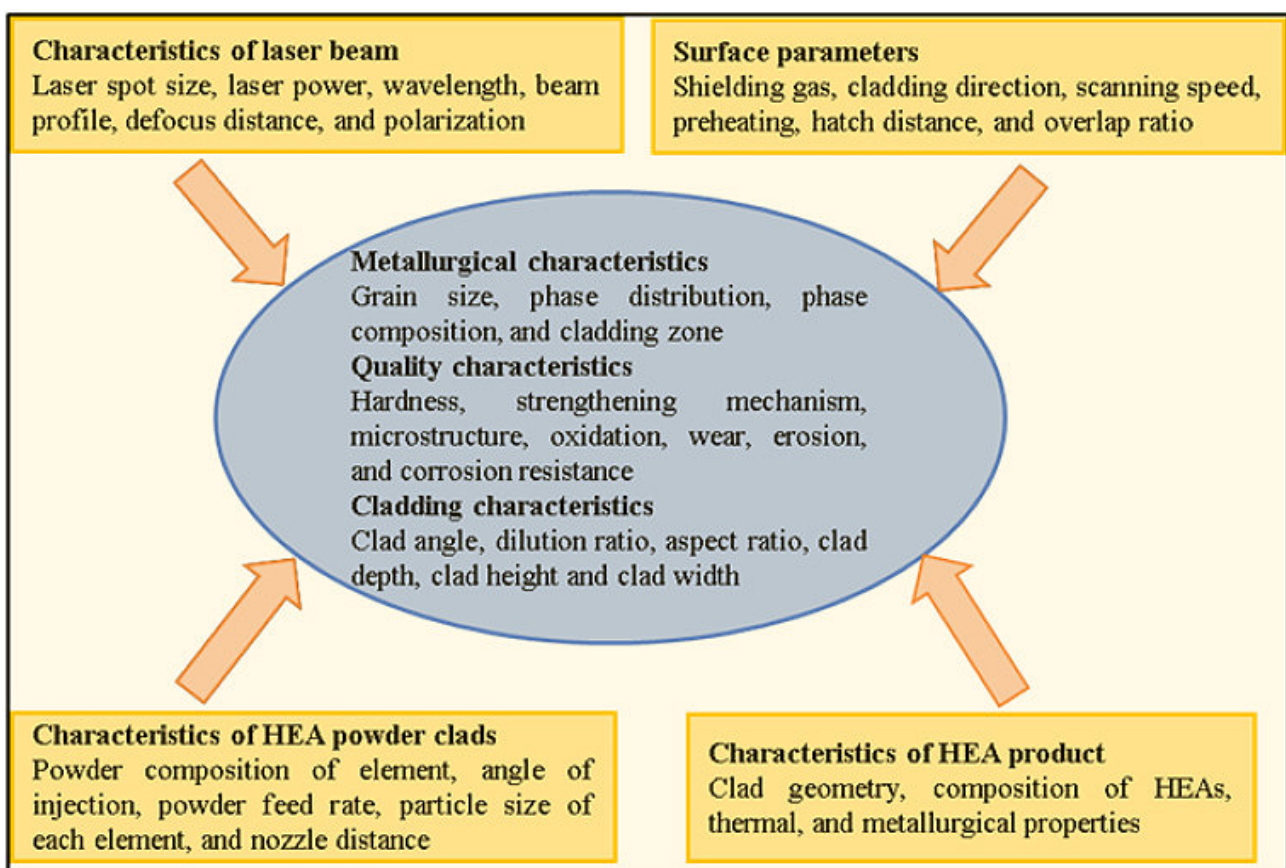 Characteristics of laser beam
Laser spot size, laser power, wavelength, beam
profile, defocus distance, and polarization
Surface parameters
Shielding gas, cladding direction, scanning speed,
preheating, hatch distance, and overlap ratio
Metallurgical characteristics
Grain size, phase distribution, phase
composition, and cladding zone
Quality characteristics
Hardness, strengthening mechanism,
microstructure, oxidation, wear, erosion,
and corrosion resistance
Cladding characteristics
Clad angle, dilution ratio, aspect ratio, clad
depth, clad height and clad width
Characteristics of HEA powder clads
Powder composition of element, angle of
injection, powder feed rate, particle size of
each element, and nozzle distance
Characteristics of HEA product
Clad geometry, composition of HEAs,
thermal, and metallurgical properties